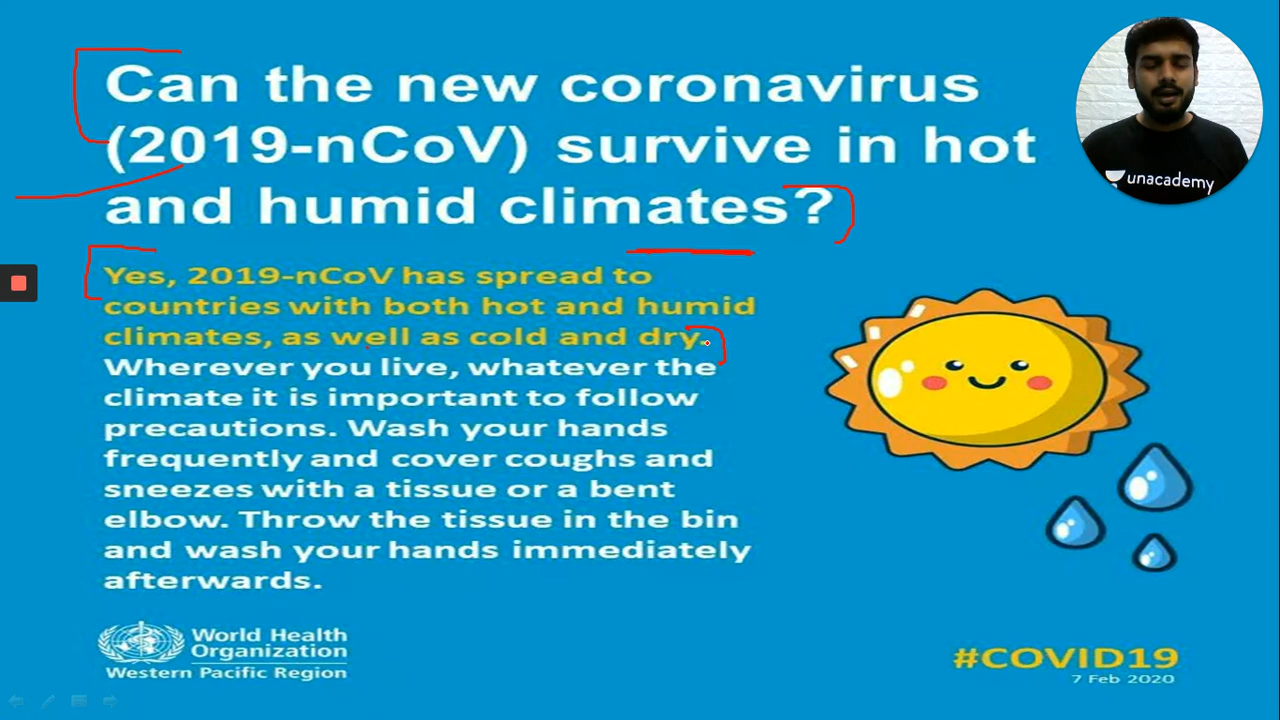 Can the new coronavirus
(2019-nCoV) survive in hot
and humid climates?
Yes, 2019-nCoV has spread to
countries with both hot and humid
climates, as well as cold and dry.
Wherever you live, whatever the
climate it is important to follow
precautions. Wash your hands
frequently and cover coughs and
sneezes with a tissue or a bent
elbow. Throw the tissue in the bin
and wash your hands immediately
afterwards.
World Health
Organization
Western Pacific Region
#COVID19
7 Feb 2020
unacademy